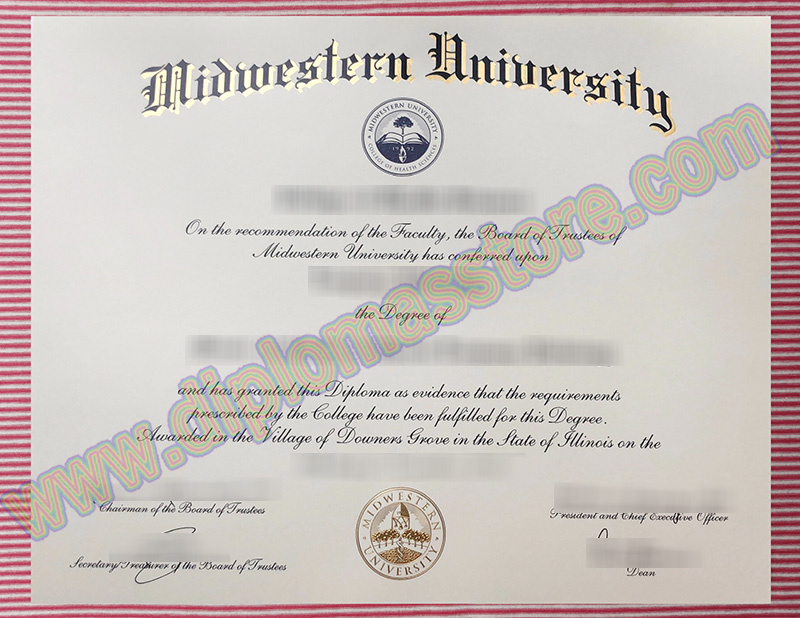 Midwestern University
MIDWESTERN UNIVERSITY
1992
COLLEGE OF HEALTH SCIENCES
On the recommendation of the Faculty, the Board of Trustees of
Midwestern University has conferred upon
the Degree of
and has granted this Diploma as evidence that the requirements
prescribed by the College have been fulfilled for this Degree.
Awarded in the Village of Downers Grove in the State of Illinois on the
www.diplomasstore.com
Chairman of the Board of Trustees
President and Chief Executive Officer
Secretary/Treasurer of the Board of Trustees
Dean
MIDWESTERN
UNIVERSITY